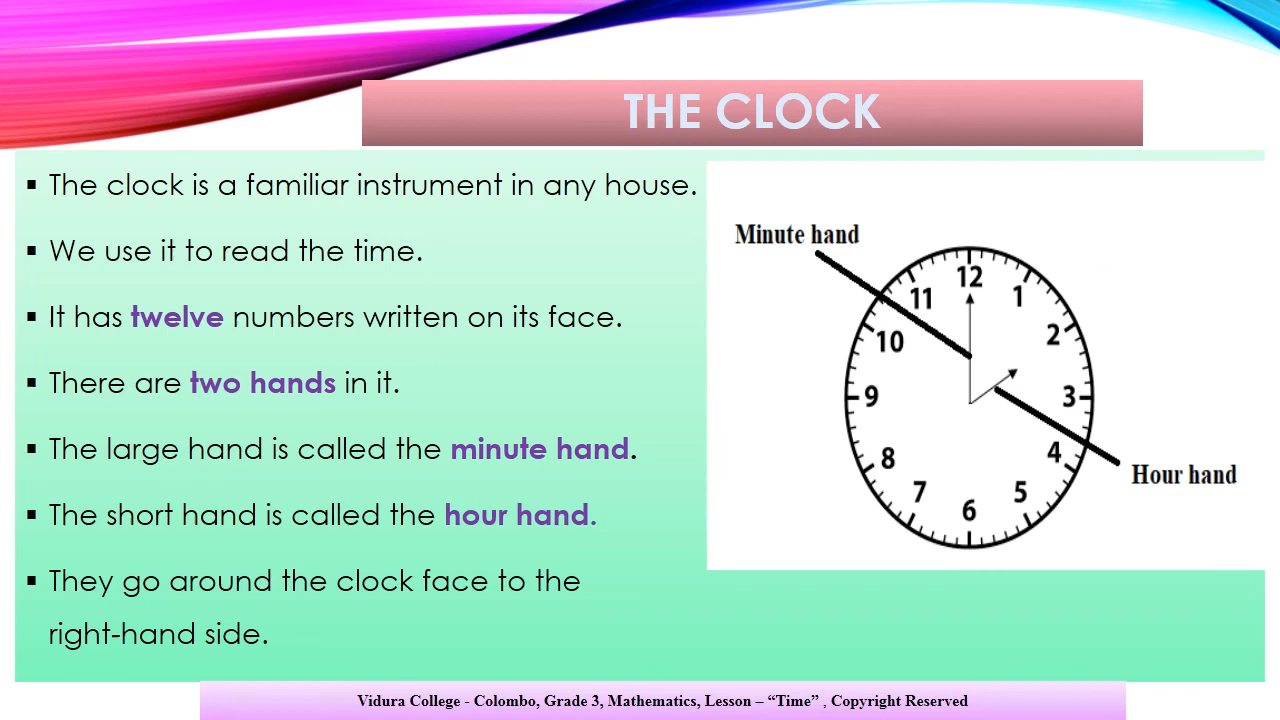 THE CLOCK
▪ The clock is a familiar instrument in any house.
▪ We use it to read the time.
▪ It has twelve numbers written on its face.
▪ There are two hands in it.
▪ The large hand is called the minute hand.
▪ The short hand is called the hour hand.
▪ They go around the clock face to the
right-hand side.
Minute hand
12
11 1
10 2
9 3
8 4
7 5
6
Hour hand
Vidura College - Colombo, Grade 3, Mathematics, Lesson – “Time” , Copyright Reserved